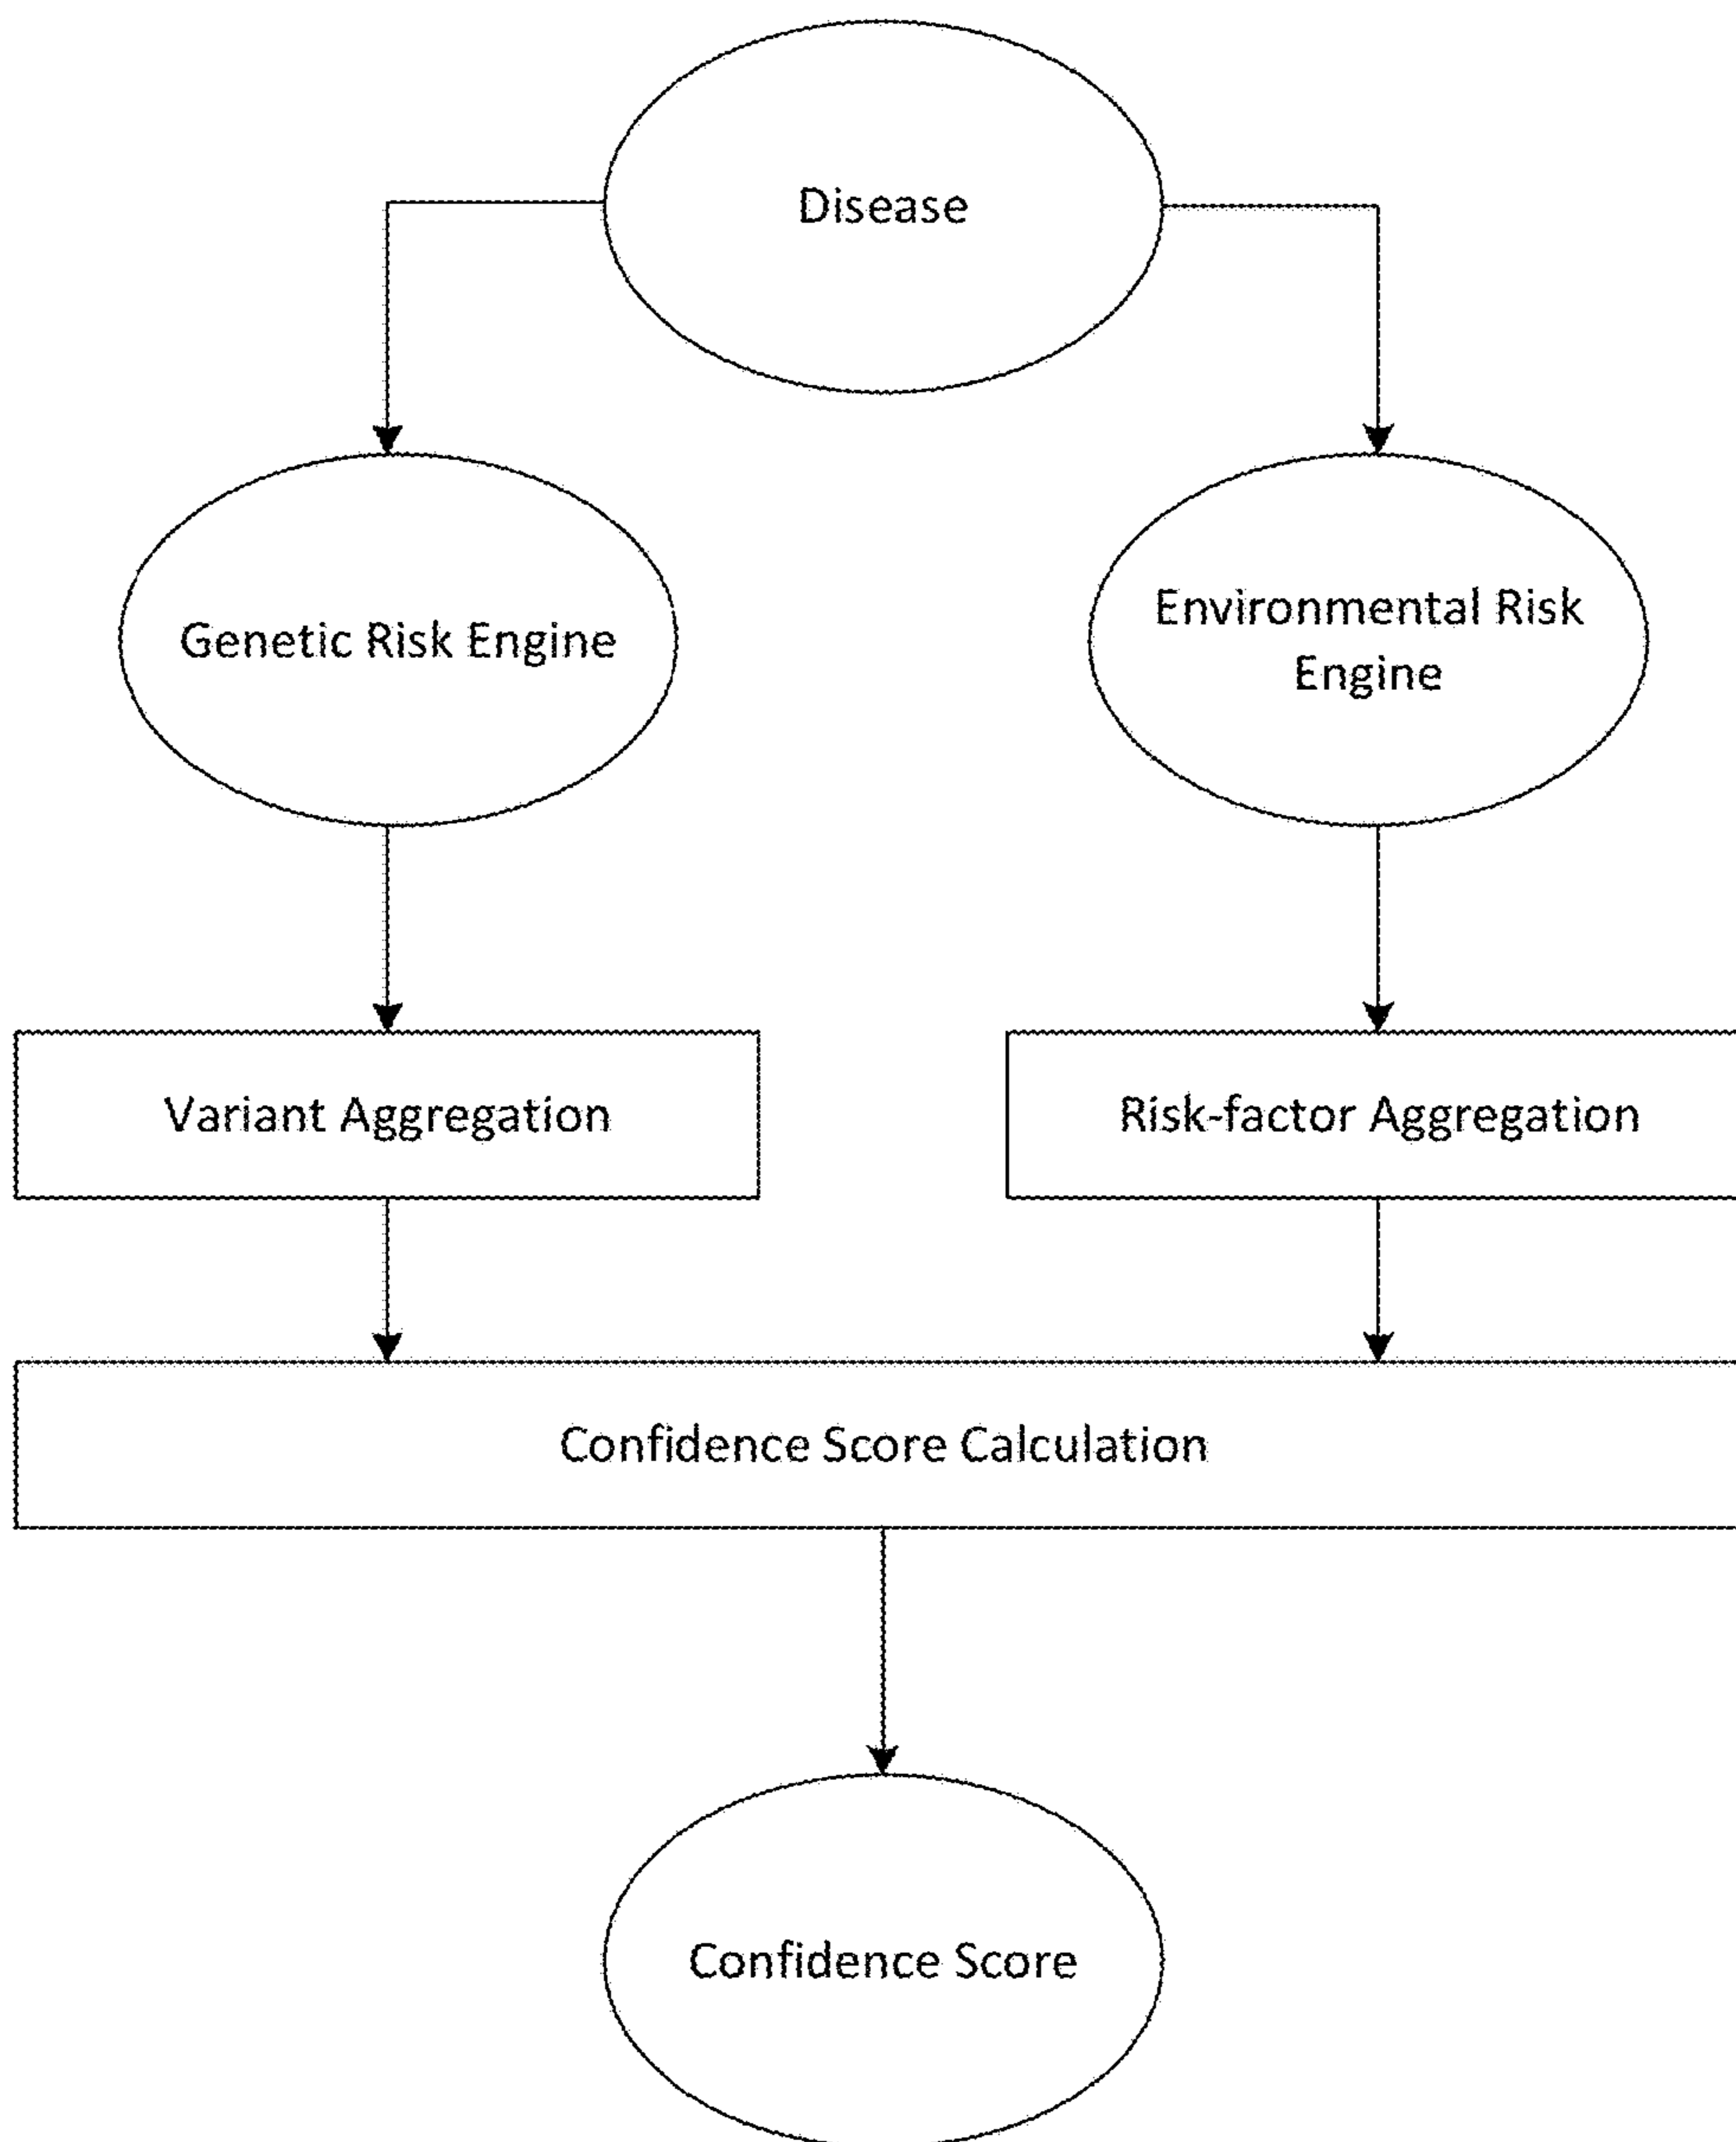 Disease
Genetic Risk Engine
Environmental Risk
Engine
Variant Aggregation
Risk-factor Aggregation
Confidence Score Calculation
Confidence Score